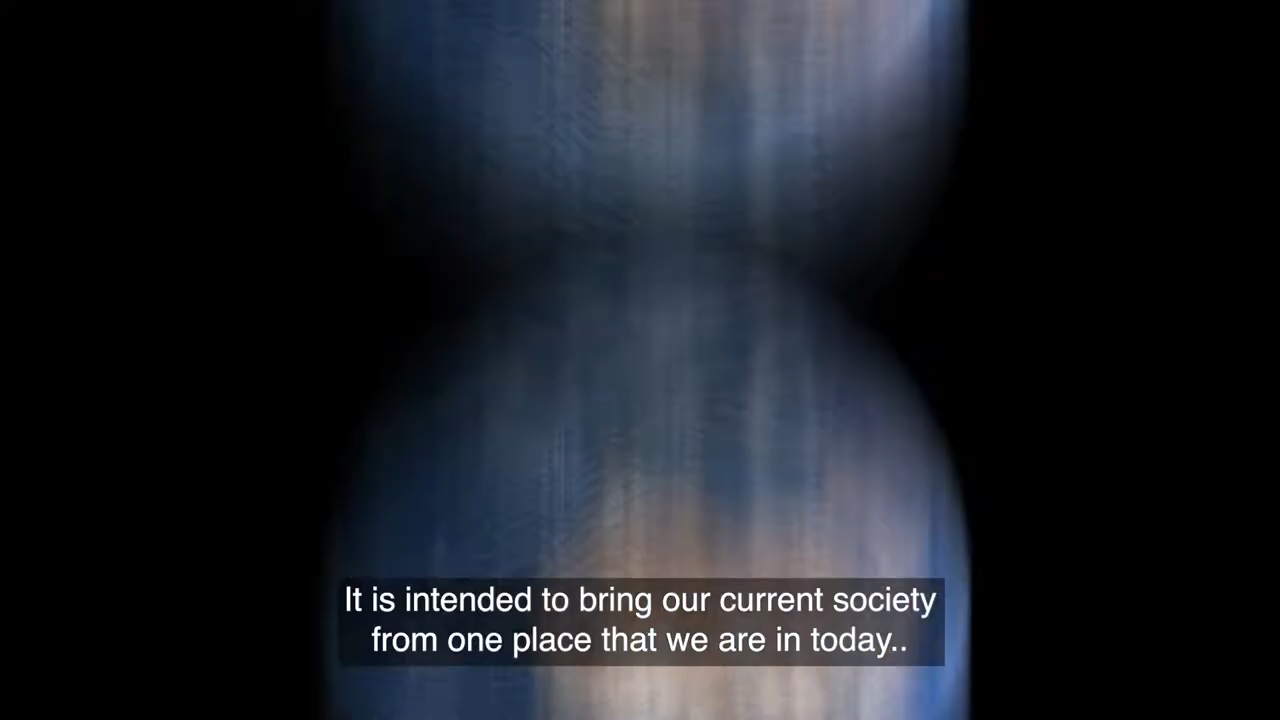 It is intended to bring our current society
from one place that we are in today..